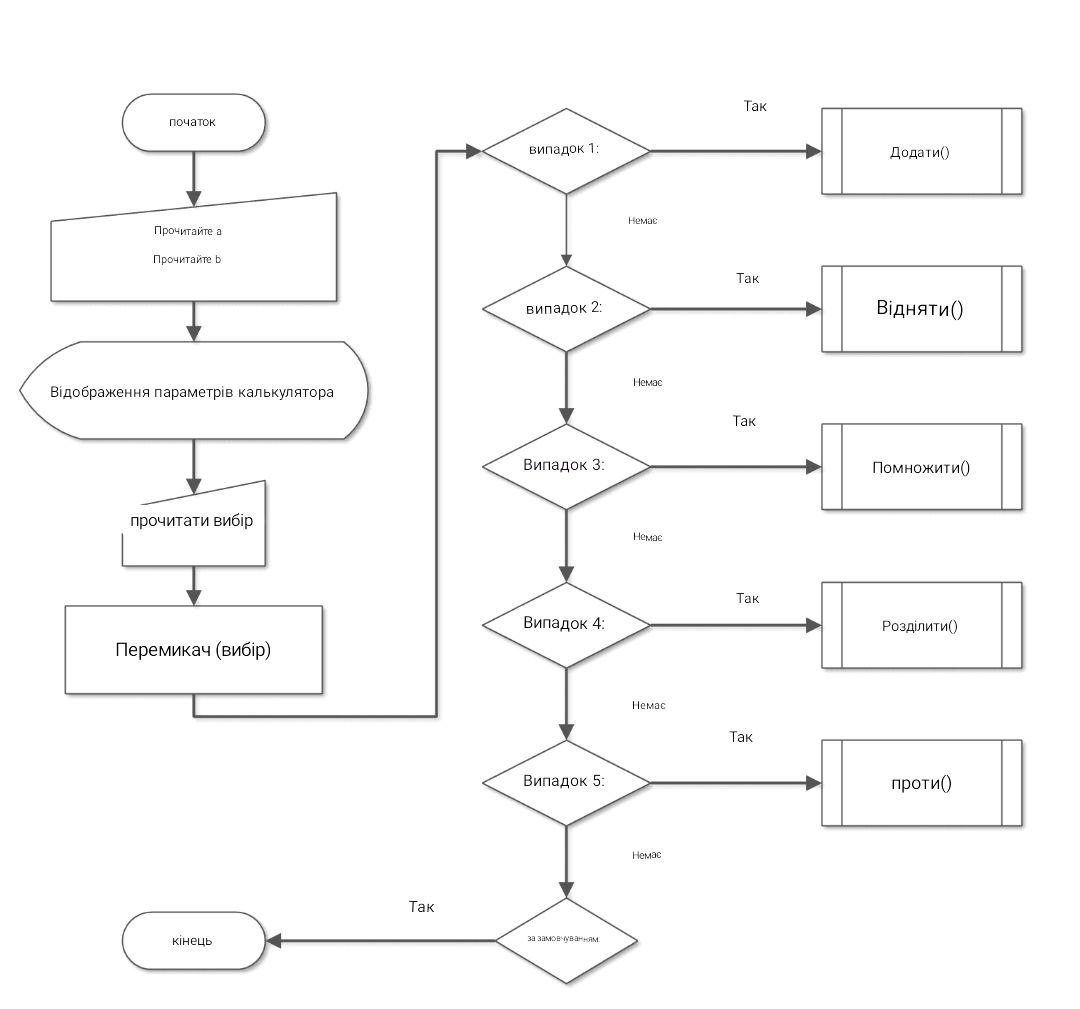 початок
Прочитайте a
Прочитайте b
Відображення параметрів калькулятора
прочитати вибір
Перемикач (вибір)
випадок 1:
Так
Додати()
Немає
випадок 2:
Так
Відняти()
Немає
Випадок 3:
Так
Помножити()
Немає
Випадок 4:
Так
Розділити()
Немає
Випадок 5:
Так
проти()
Немає
за замовчуванням:
Так
кінець